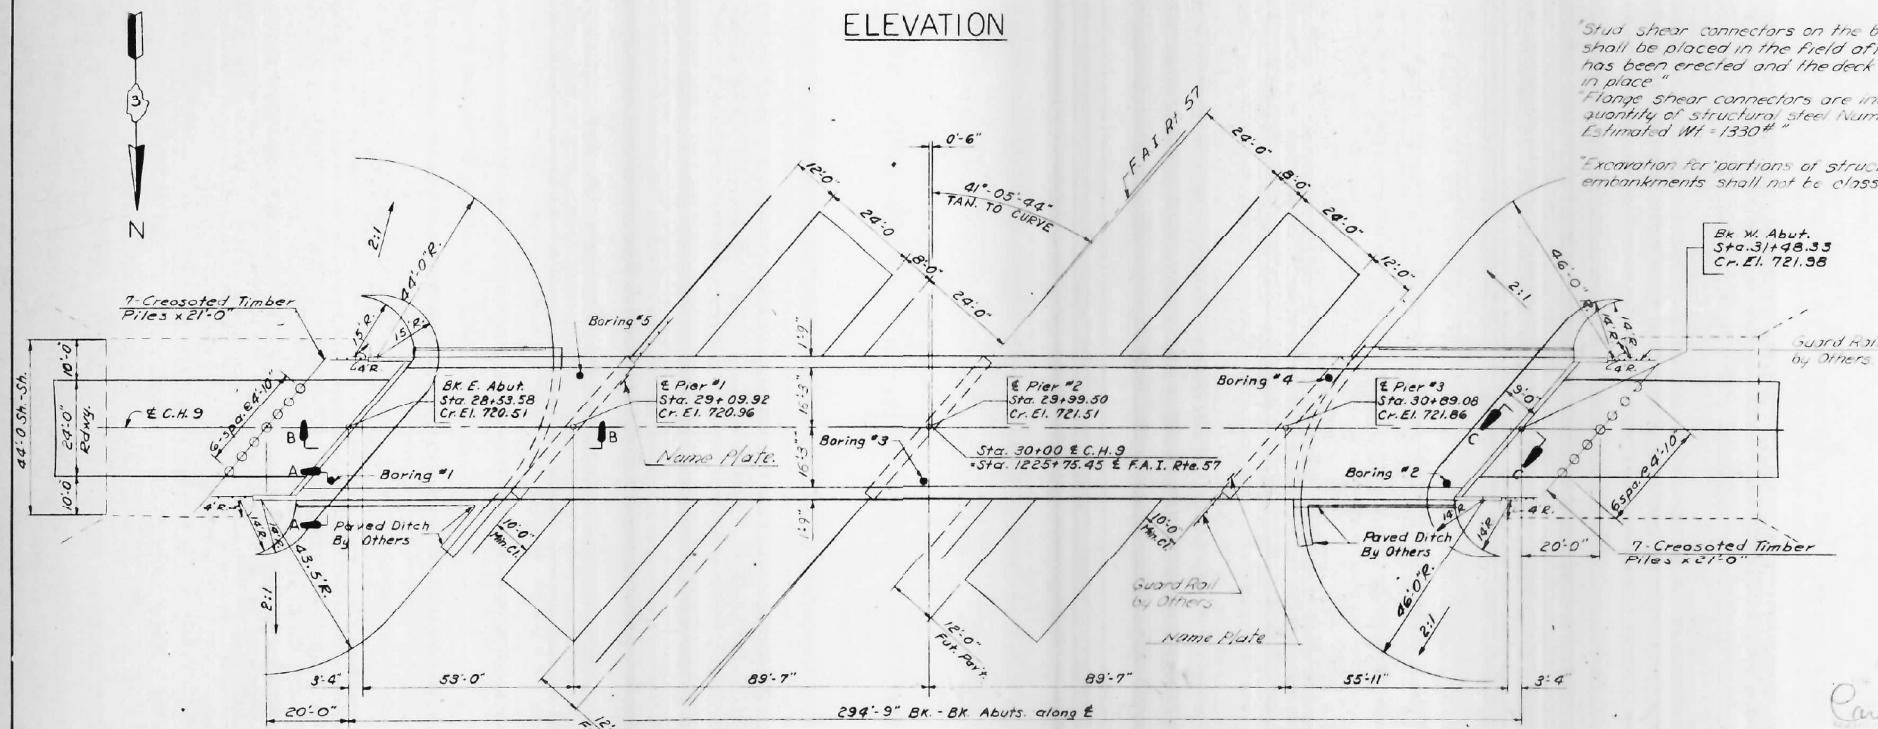 ELEVATION
"Stud shear connectors on the
shall be placed in the field
has been erected and the deck
in place"
"Flange shear connectors are
quantity of structural steel
Estimated Wt = 1330#"
"Excavation for portions of
embankments shall not be
3
N
0'-6"
41°-05'-44"
TAN. TO CURVE
F.A.I Rt. 57
24'-0"
8'-0"
24'-0"
12'-0"
12'-0"
24'-0
8'-0"
24'-0"
2:1
44'-0"R.
46'-0"R.
2:1
Bk W. Abut.
Sta. 31+48.33
Cr. El. 721.98
7-Creosoted Timber
Piles x 21'-0"
15'R.
15'R.
4'R.
Boring #5
1'-9"
14'R.
14'R.
4'R.
Guard Rail
by Others
44'-0 Sh.-Sh.
10'-0
24'-0"
Rdwy.
10'-0
℄ C.H. 9
6-spa. @ 4'-10"
Bk E. Abut.
Sta. 28+53.58
Cr. El. 720.51
℄ Pier #1
Sta. 29+09.92
Cr. El. 720.96
16'-3"
℄ Pier #2
Sta. 29+99.50
Cr. El. 721.51
Boring #4
℄ Pier #3
Sta. 30+89.08
Cr. El. 721.86
9'-0"
B
B
C
C
Name Plate
Boring #3
16'-3"
Sta. 30+00 ℄ C.H. 9
=Sta. 1225+75.45 ℄ F.A.I. Rte. 57
A
Boring #1
Boring #2
6 spa. @ 4'-10"
4'R.
14'R.
14'R.
A
Paved Ditch
By Others
43.5'R.
10'-0"
Min. Cl.
1'-9"
10'-0"
Min. Cl.
Paved Ditch
By Others
14'R
14'R
4'R.
20'-0"
7-Creosoted Timber
Piles x 21'-0"
2:1
Guard Rail
by Others
Name Plate
12'-0"
Fut. Pav't.
46'-0"R.
2:1
3'-4"
53'-0"
89'-7"
89'-7"
55'-11"
3'-4"
20'-0"
294'-9" Bk.-Bk. Abuts. along ℄